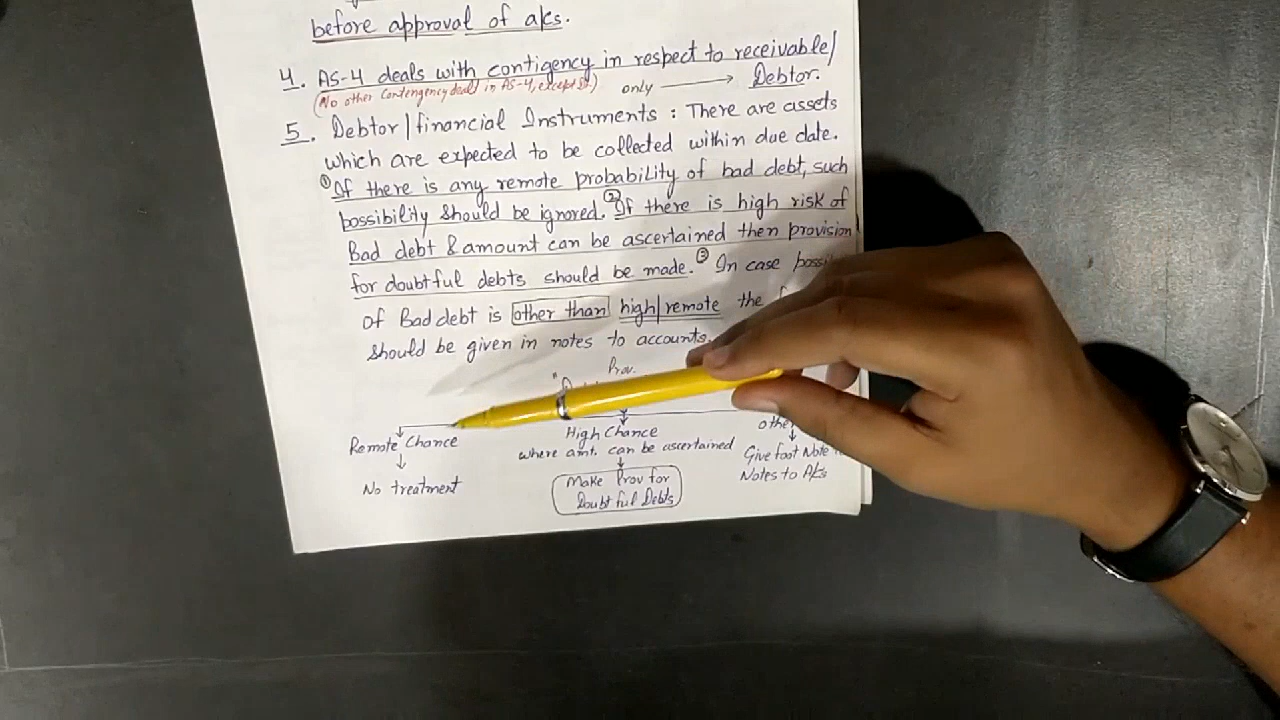 before approval of a/cs.
4. AS-4 deals with contigency in respect to receivable/
(No other contengency deals in AS-4, except Dr.) only → Debtor.
5. Debtor/financial Instruments : There are assets
which are expected to be collected within due date.
① If there is any remote probability of bad debt, such
possibility should be ignored. ② If there is high risk of
Bad debt & amount can be ascertained then provision
for doubtful debts should be made. ③ In case
of Bad debt is other than high/remote the
should be given in notes to accounts.
Prov.
Remote Chance
High Chance
where amt. can be ascertained
Give foot Note
Notes to A/cs
No treatment
Make Prov for
Doubtful Debts